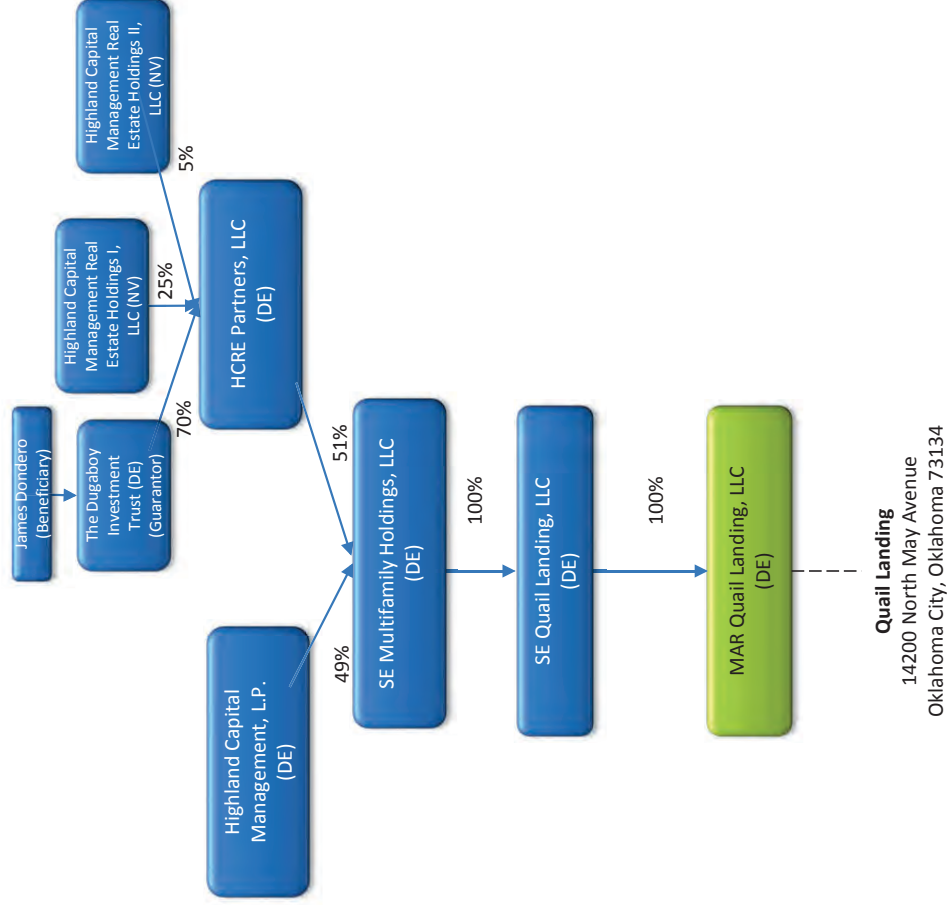 James Dondero
(Beneficiary)
The Dugaboy
Investment
Trust (DE)
(Guarantor)
Highland Capital
Management Real
Estate Holdings I,
LLC (NV)
Highland Capital
Management Real
Estate Holdings II,
LLC (NV)
70%
25%
5%
Highland Capital
Management, L.P.
(DE)
HCRE Partners, LLC
(DE)
49%
51%
SE Multifamily Holdings, LLC
(DE)
100%
SE Quail Landing, LLC
(DE)
100%
MAR Quail Landing, LLC
(DE)
Quail Landing
14200 North May Avenue
Oklahoma City, Oklahoma 73134